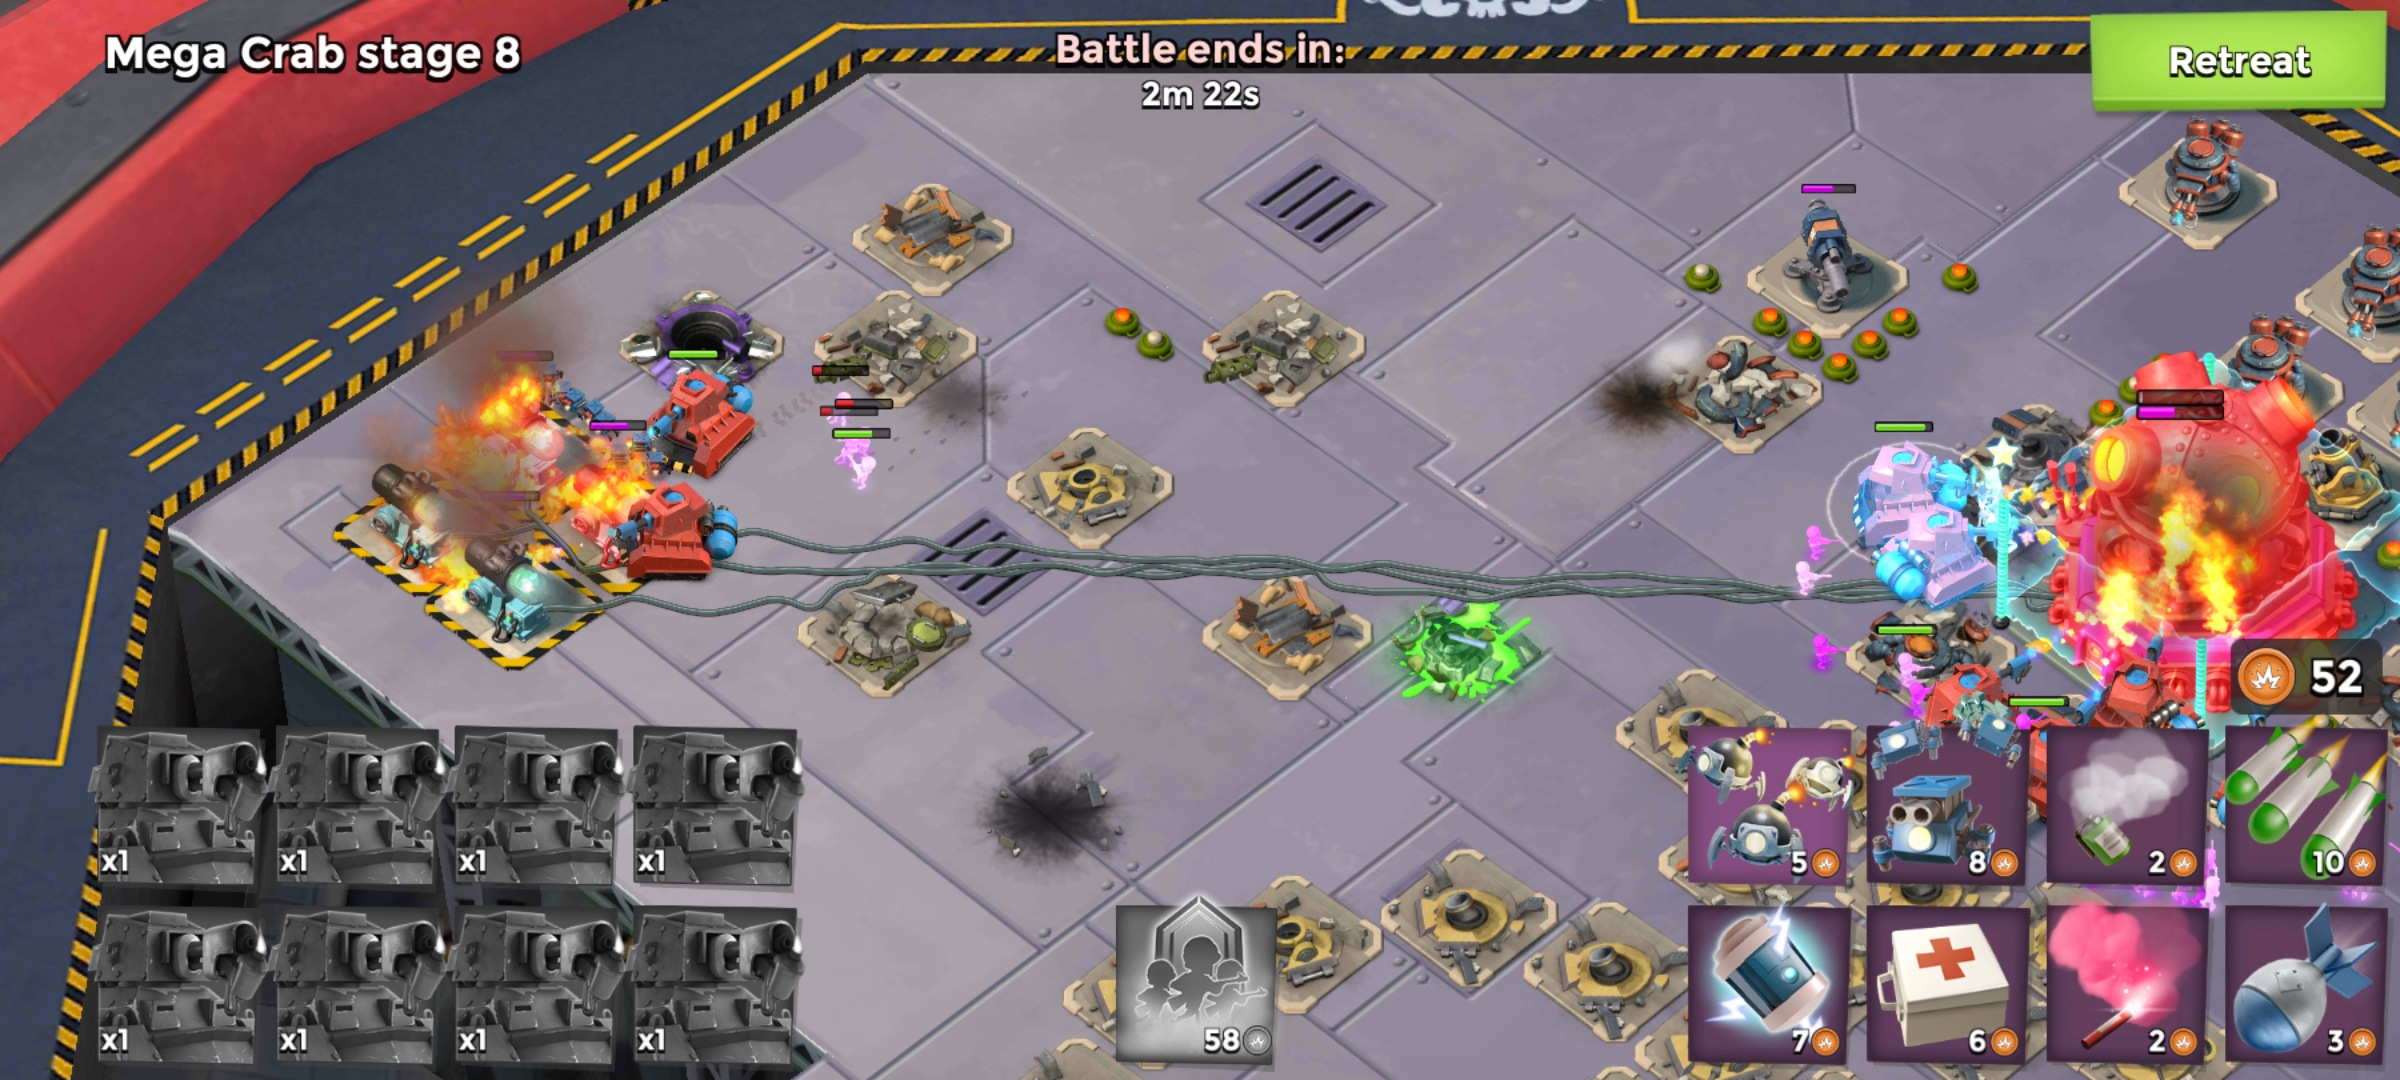 Mega Crab stage 8
Battle ends in:
2m 22s
Retreat
52
x1
x1
x1
x1
5
8
2
10
x1
x1
x1
x1
58
7
6
2
3